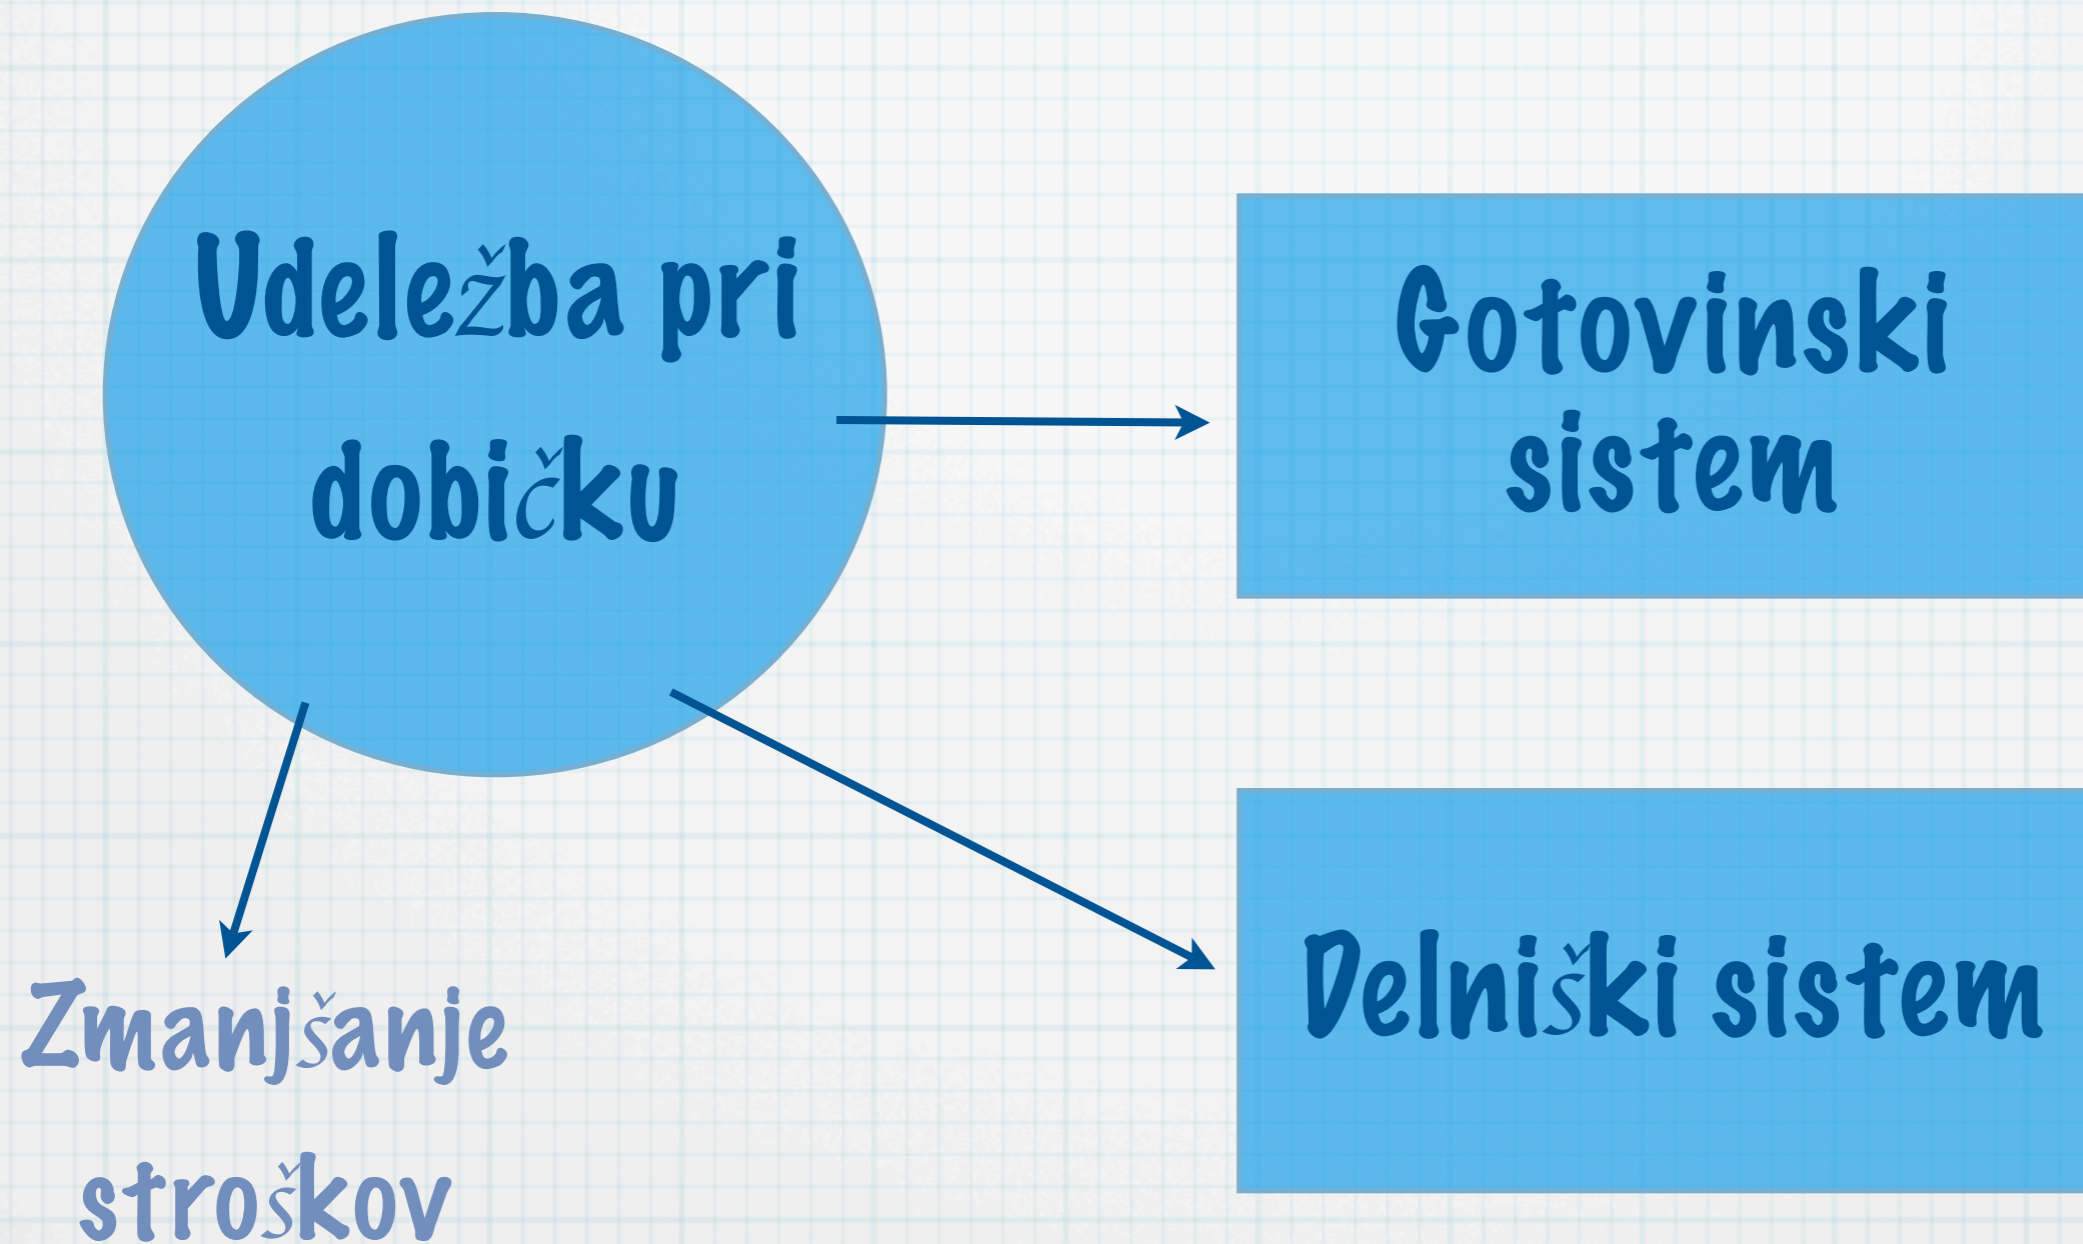 Udeležba pri
dobičku
Gotovinski
sistem
Delniški sistem
Zmanjšanje
stroškov